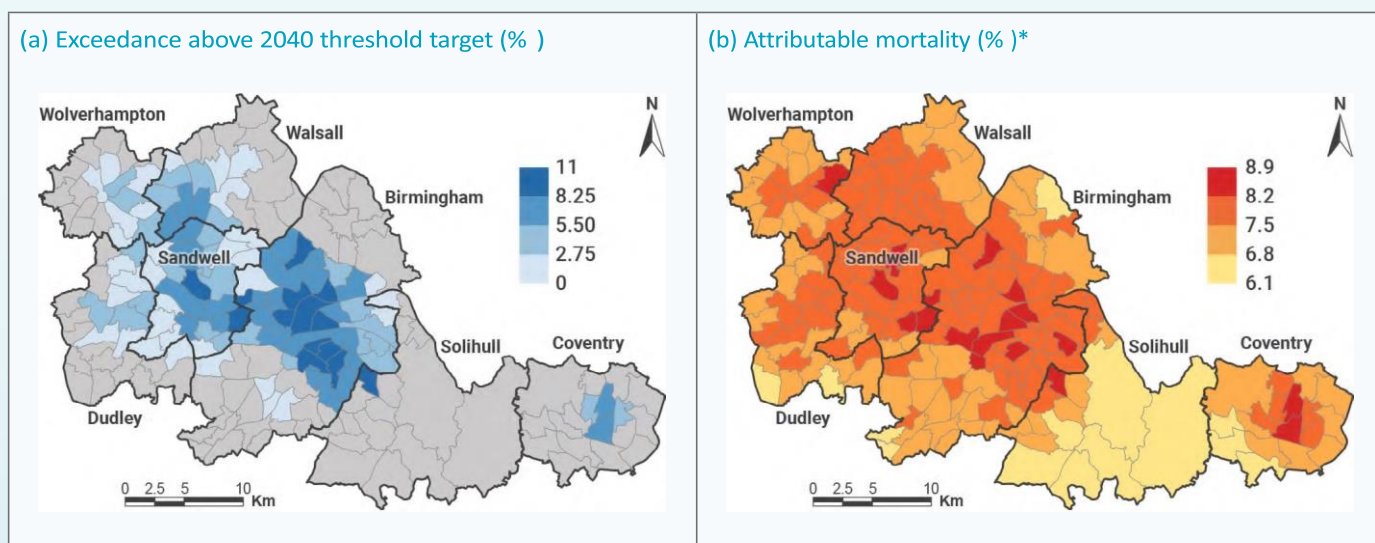 (a) Exceedance above 2040 threshold target (% )
Wolverhampton
N
Walsall
11
8.25
5.50
2.75
0
Birmingham
Sandwell
Solihull
Coventry
Dudley
0 2.5 5 10
Km
(b) Attributable mortality (% )*
Wolverhampton
N
Walsall
8.9
8.2
7.5
6.8
6.1
Birmingham
Sandwell
Solihull
Coventry
Dudley
0 2.5 5 10
Km